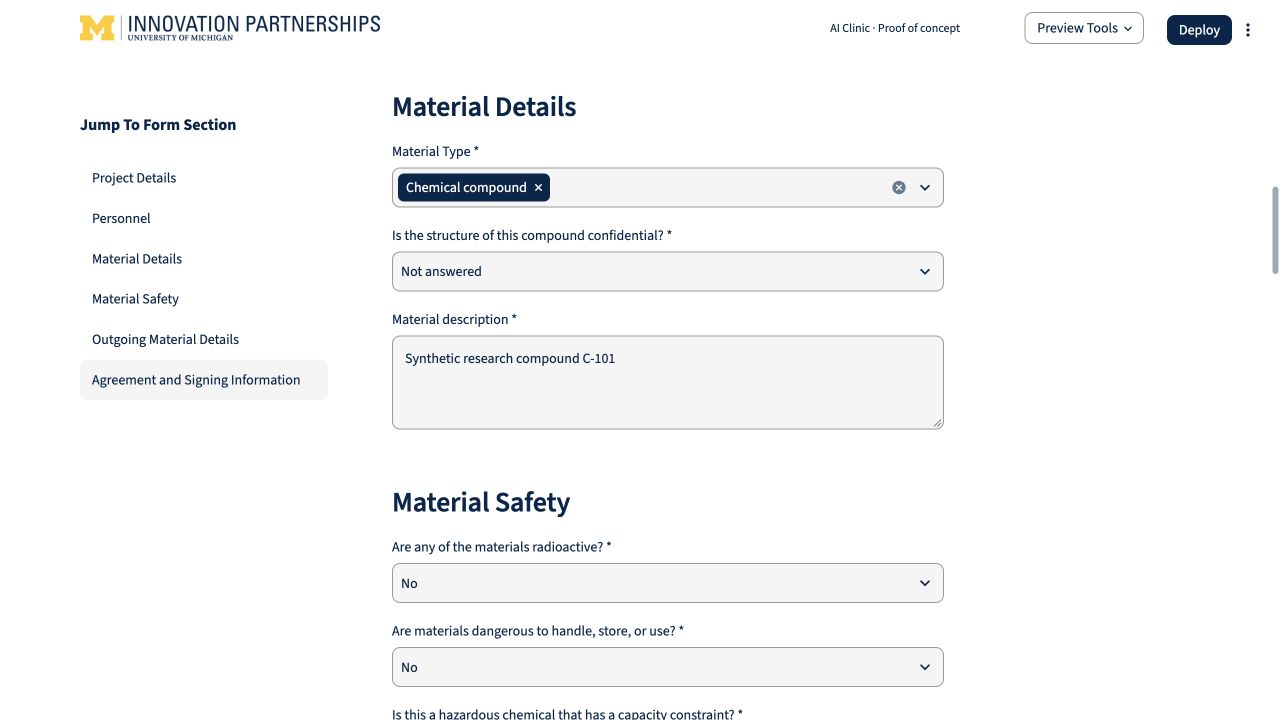 INNOVATION PARTNERSHIPS
UNIVERSITY OF MICHIGAN
AI Clinic · Proof of concept
Preview Tools
Deploy
Jump To Form Section
Project Details
Personnel
Material Details
Material Safety
Outgoing Material Details
Agreement and Signing Information
Material Details
Material Type *
Chemical compound
Is the structure of this compound confidential? *
Not answered
Material description *
Synthetic research compound C-101
Material Safety
Are any of the materials radioactive? *
No
Are materials dangerous to handle, store, or use? *
No
Is this a hazardous chemical that has a capacity constraint? *